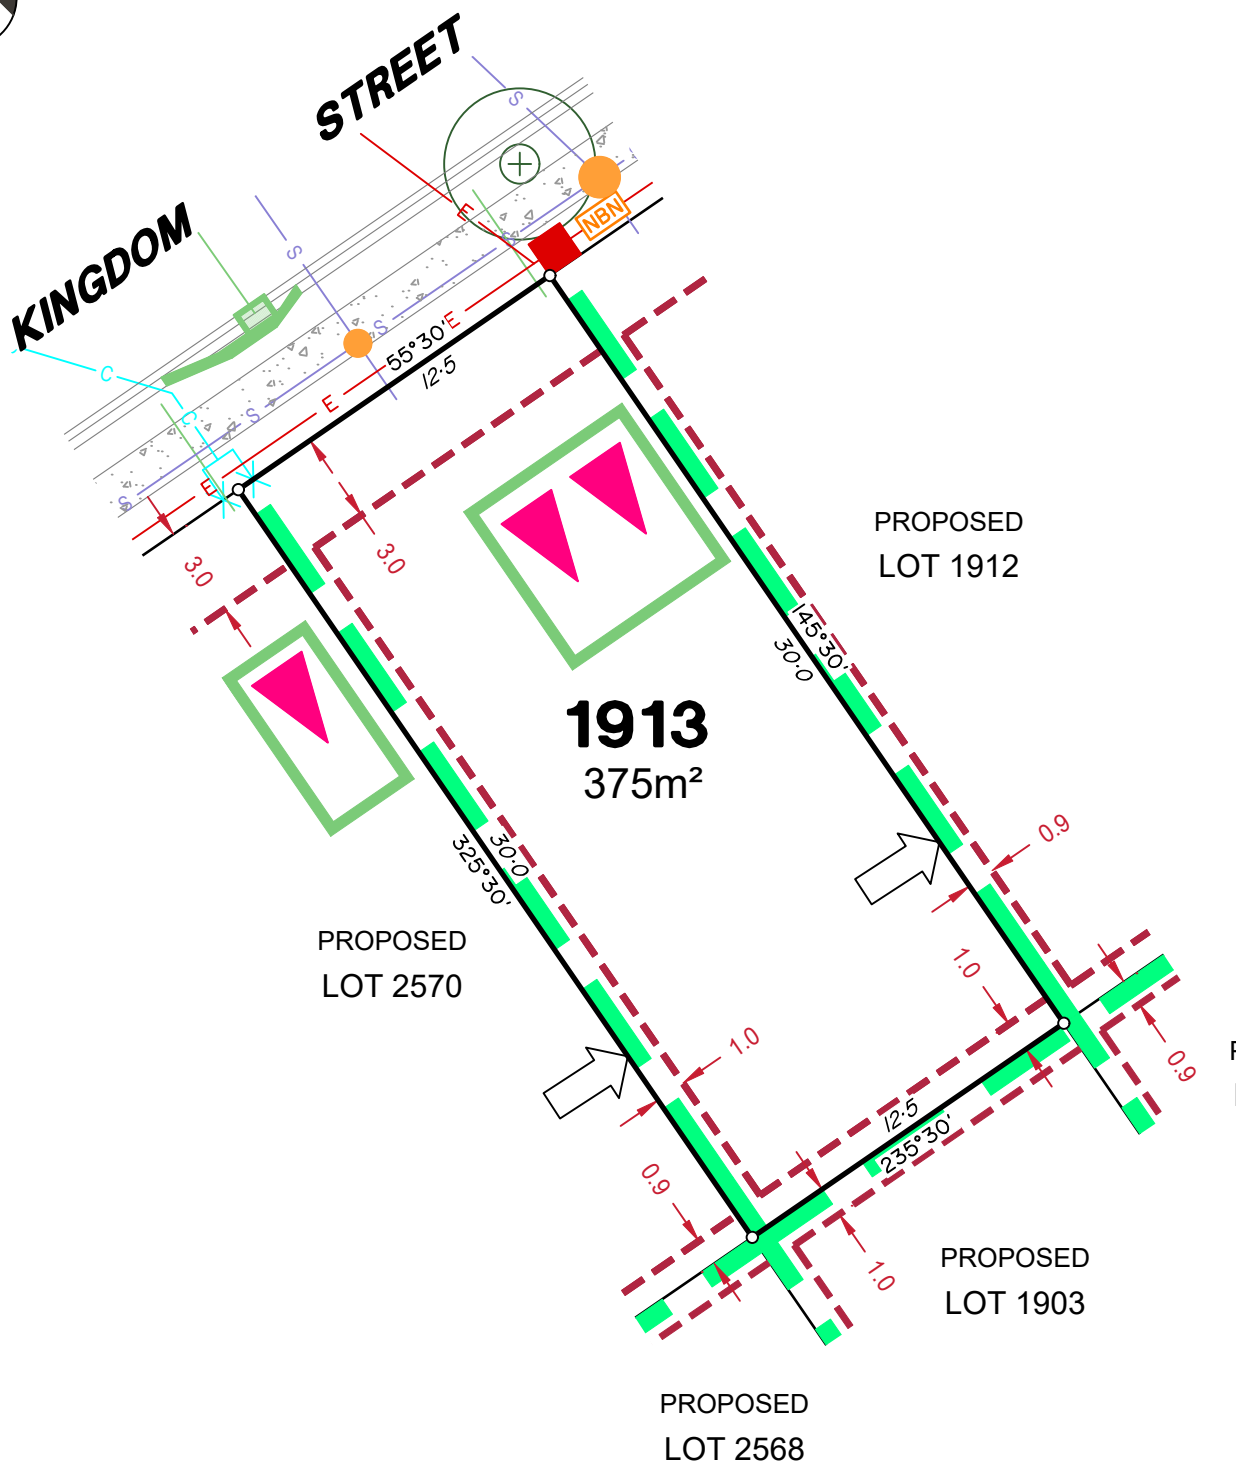 KINGDOM STREET
S
S
S
S
S
S
E
E
E
E
C
C
NBN
55°30'
12·5
3.0
3.0
145°30'
30·0
PROPOSED
LOT 1912
1913
375m²
325°30'
30·0
PROPOSED
LOT 2570
0.9
1.0
0.9
1.0
0.9
1.0
12·5
235°30'
PROPOSED
LOT 1903
PROPOSED
LOT 2568